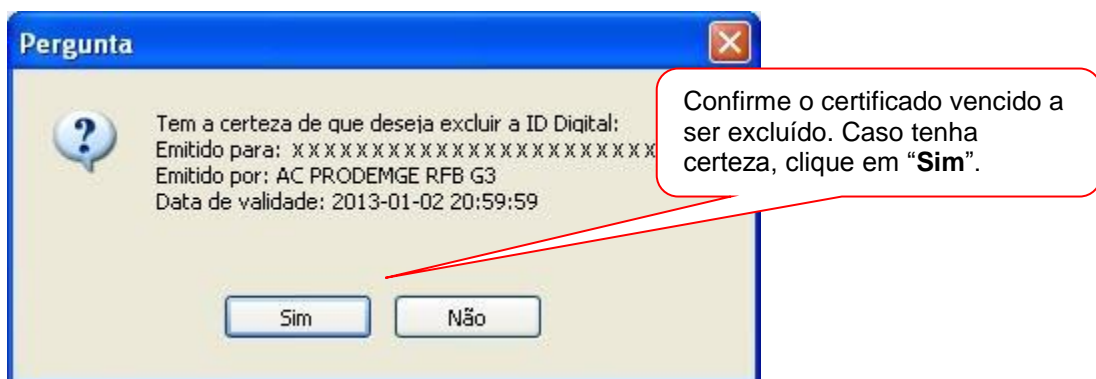 Pergunta
Tem a certeza de que deseja excluir a ID Digital:
Emitido para: X X X X X X X X X X X X X X X X X X X X X X X
Emitido por: AC PRODEMGE RFB G3
Data de validade: 2013-01-02 20:59:59
Sim
Não
Confirme o certificado vencido a
ser excluído. Caso tenha
certeza, clique em “Sim”.